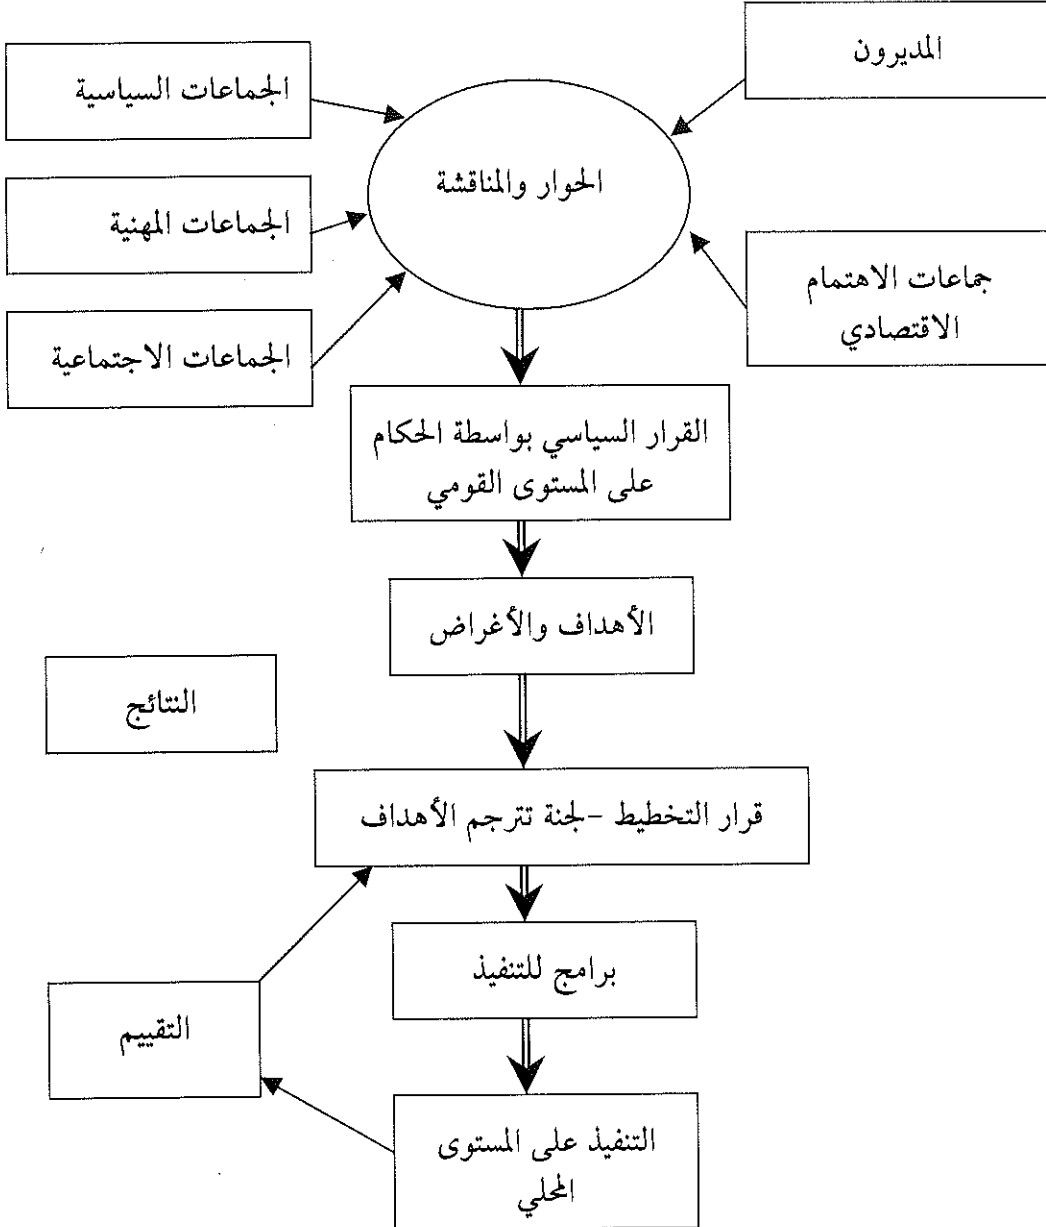 المديرون
الجماعات السياسية
الحوار والمناقشة
الجماعات المهنية
جماعات الاهتمام
الاقتصادي
الجماعات الاجتماعية
القرار السياسي بواسطة الحكام
على المستوى القومي
الأهداف والأغراض
النتائج
قرار التخطيط -لجنة تترجم الأهداف
برامج للتنفيذ
التقييم
التنفيذ على المستوى
المحلي